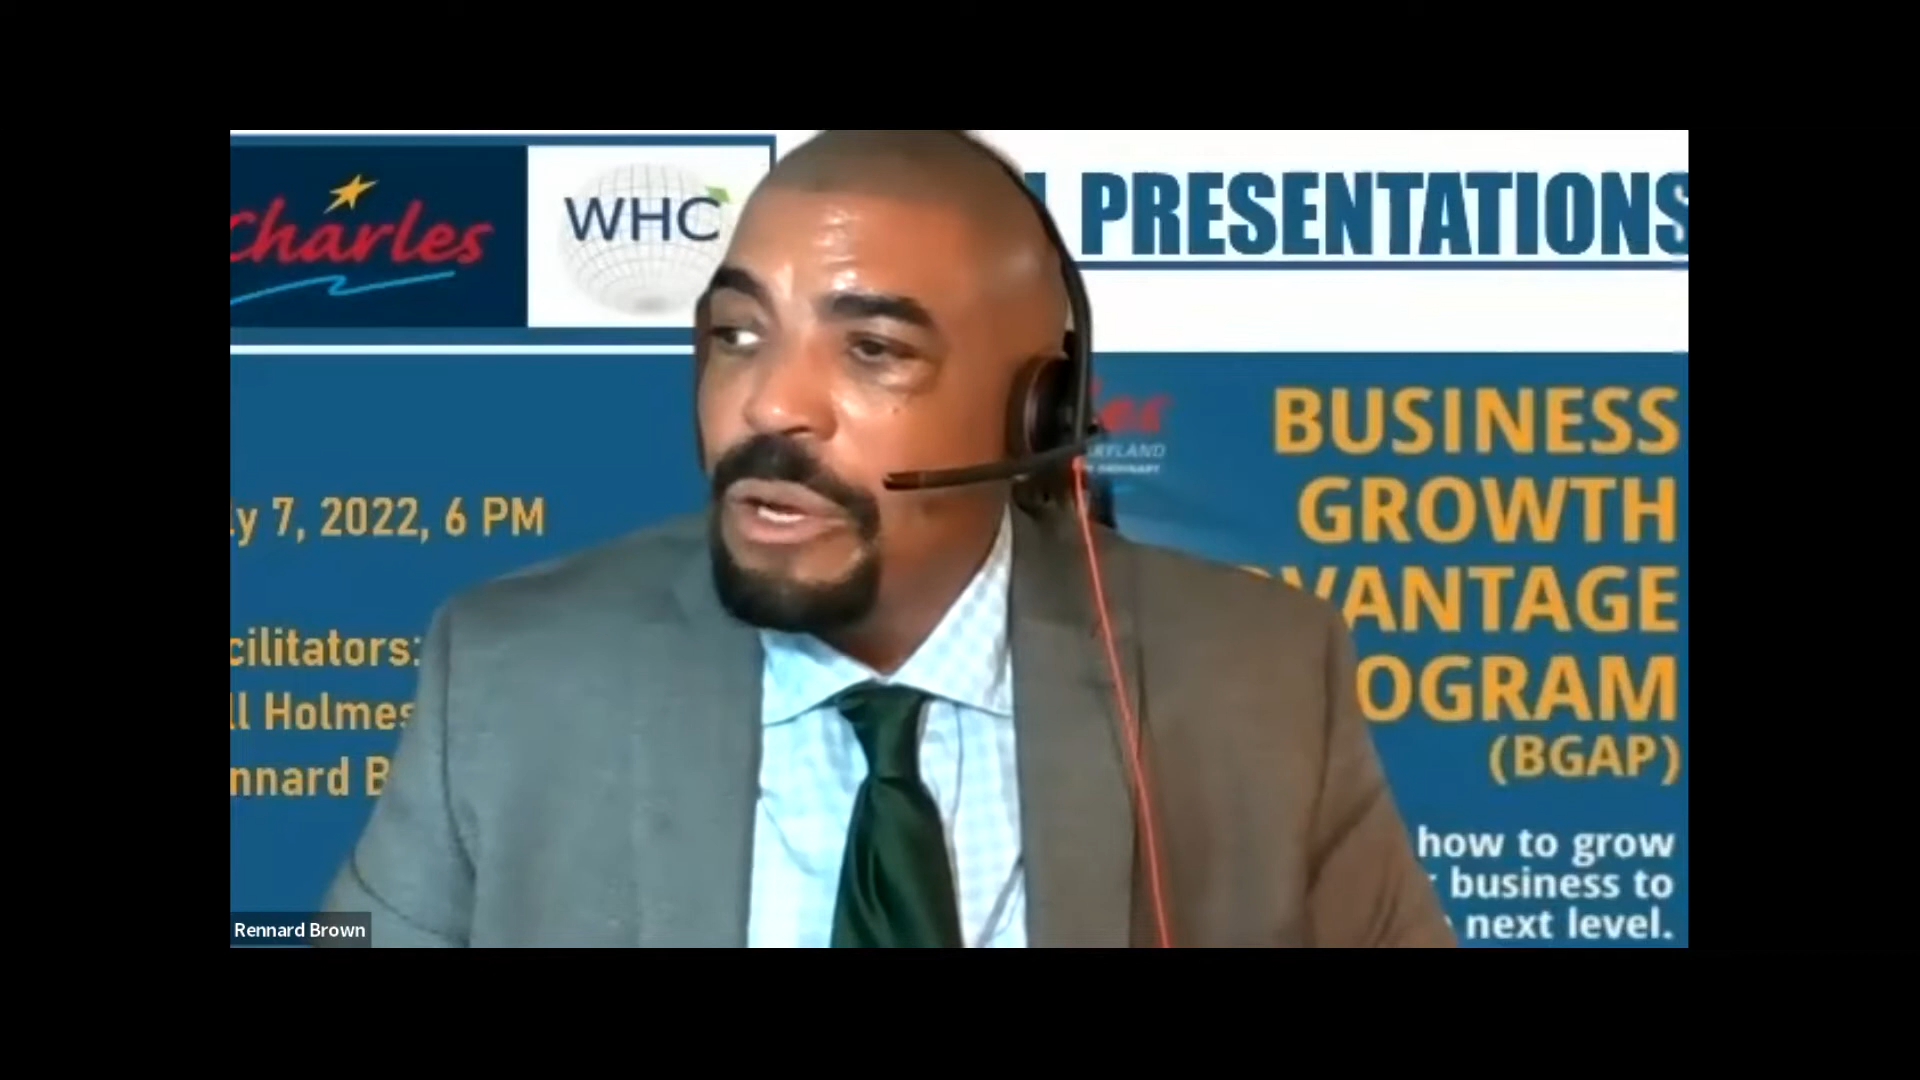 Charles
WHC
PRESENTATIONS
ly 7, 2022, 6 PM
cilitators:
ll Holmes
nnard B
RYLAND
BUSINESS
GROWTH
VANTAGE
OGRAM
(BGAP)
how to grow
business to
next level.
Rennard Brown